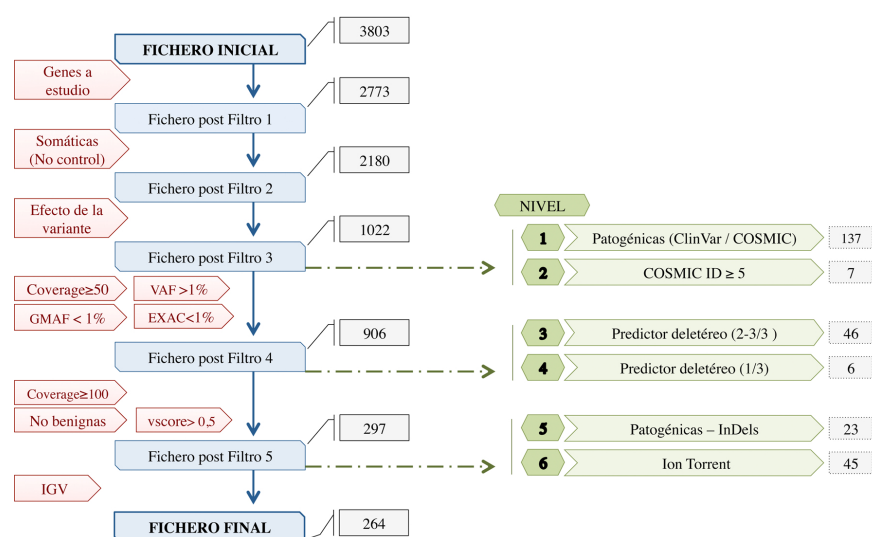 3803
FICHERO INICIAL
Genes a
estudio
2773
Fichero post Filtro 1
Somáticas
(No control)
2180
Fichero post Filtro 2
Efecto de la
variante
1022
Fichero post Filtro 3
NIVEL
1 Patogénicas (ClinVar / COSMIC) 137
2 COSMIC ID ≥ 5 7
Coverage≥50 VAF >1%
GMAF < 1% EXAC<1%
906
Fichero post Filtro 4
3 Predictor deletéreo (2-3/3 ) 46
4 Predictor deletéreo (1/3) 6
Coverage≥100
No benignas vscore> 0,5
297
Fichero post Filtro 5
5 Patogénicas – InDels 23
6 Ion Torrent 45
IGV
264
FICHERO FINAL